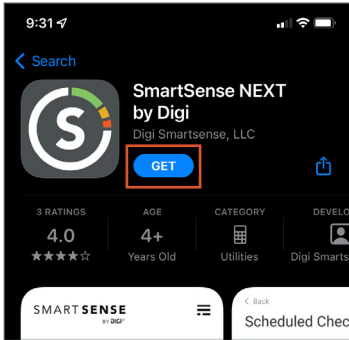 9:31
Search
S
SmartSense NEXT
by Digi
Digi Smartsense, LLC
GET
3 RATINGS
4.0
AGE
4+
Years Old
CATEGORY
Utilities
DEVELO
Digi Smarts
SMARTSENSE
BY DIGI
Back
Scheduled Chec